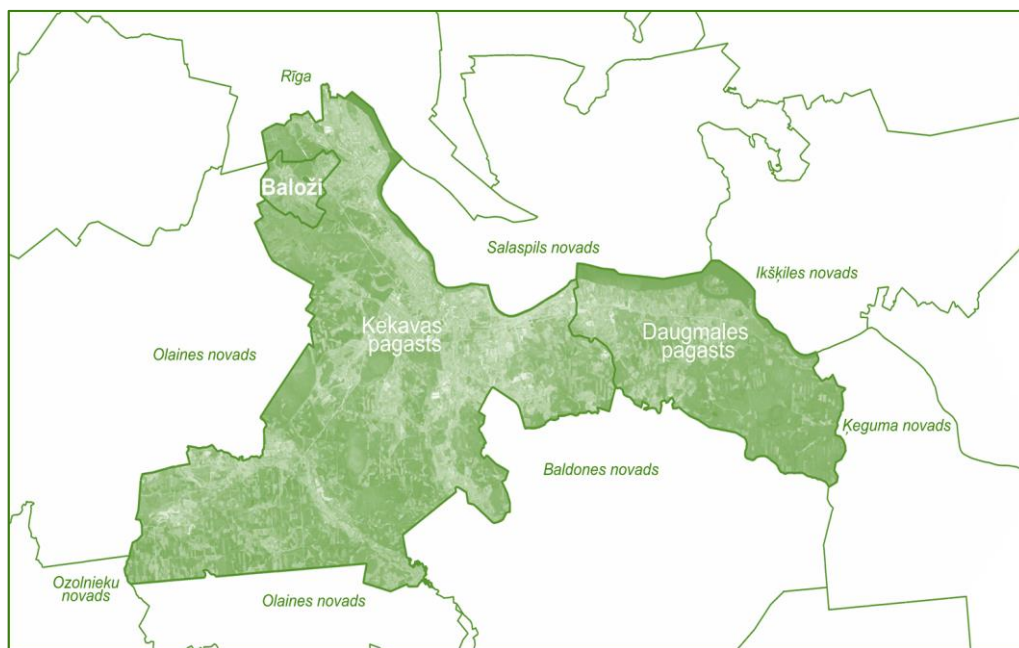 Rīga
Baloži
Salaspils novads
Ikšķiles novads
Ķekavas
pagasts
Daugmales
pagasts
Olaines novads
Ķeguma novads
Baldones novads
Ozolnieku
novads
Olaines novads